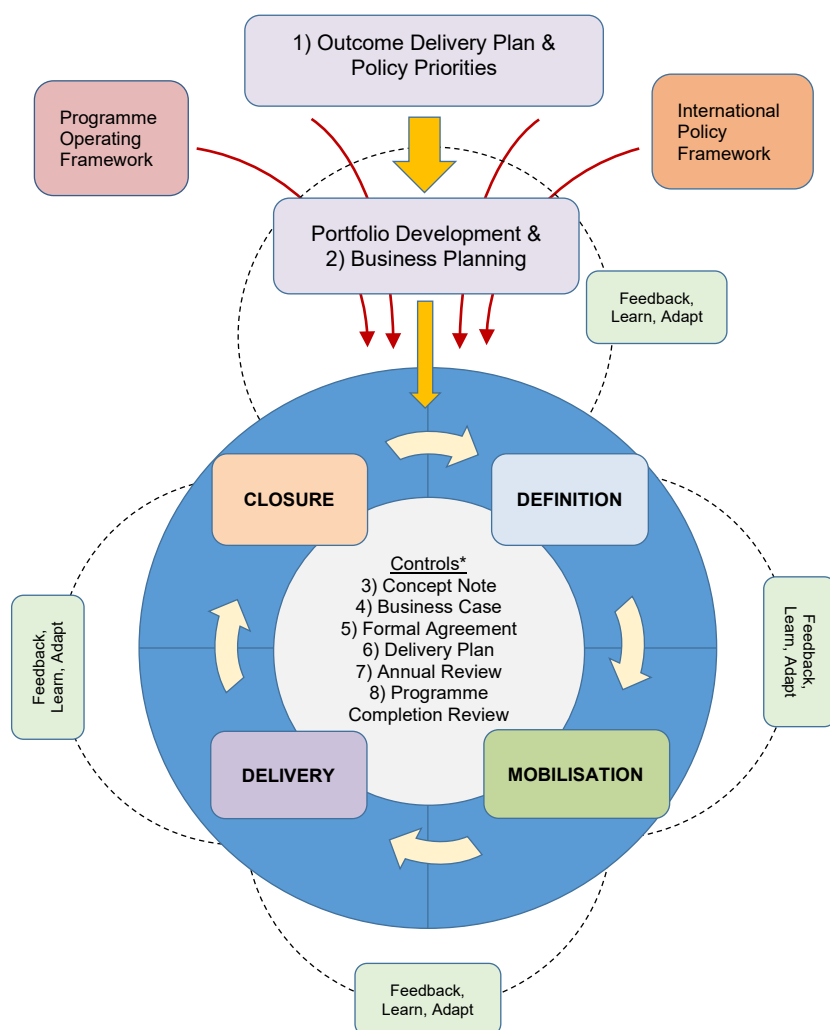 1) Outcome Delivery Plan &
Policy Priorities
Programme
Operating
Framework
International
Policy
Framework
Portfolio Development &
2) Business Planning
Feedback,
Learn, Adapt
CLOSURE
DEFINITION
Controls*
3) Concept Note
4) Business Case
5) Formal Agreement
6) Delivery Plan
7) Annual Review
8) Programme
Completion Review
Feedback,
Learn, Adapt
Feedback,
Learn, Adapt
DELIVERY
MOBILISATION
Feedback,
Learn, Adapt